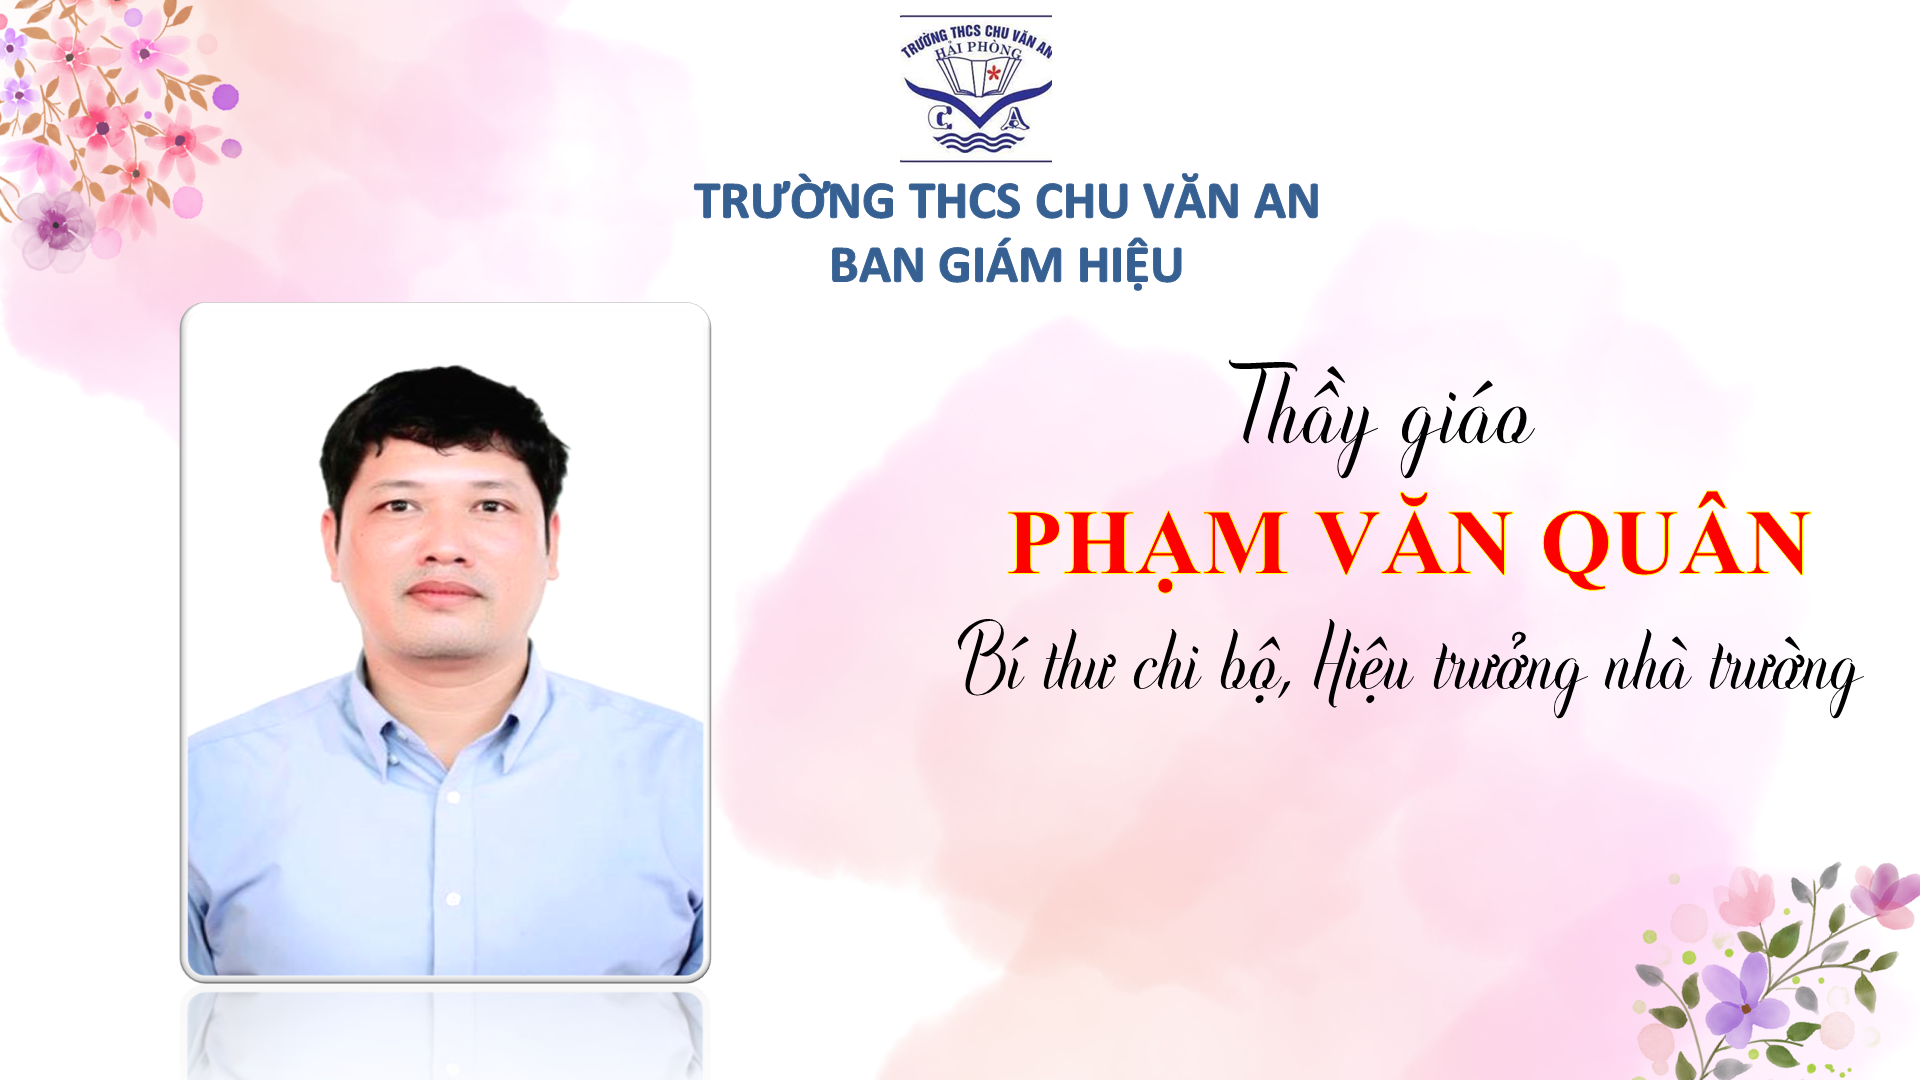 TRƯỜNG THCS CHU VĂN AN
HẢI PHÒNG
C A
TRƯỜNG THCS CHU VĂN AN
BAN GIÁM HIỆU
Thầy giáo
PHẠM VĂN QUÂN
Bí thư chi bộ, Hiệu trưởng nhà trường